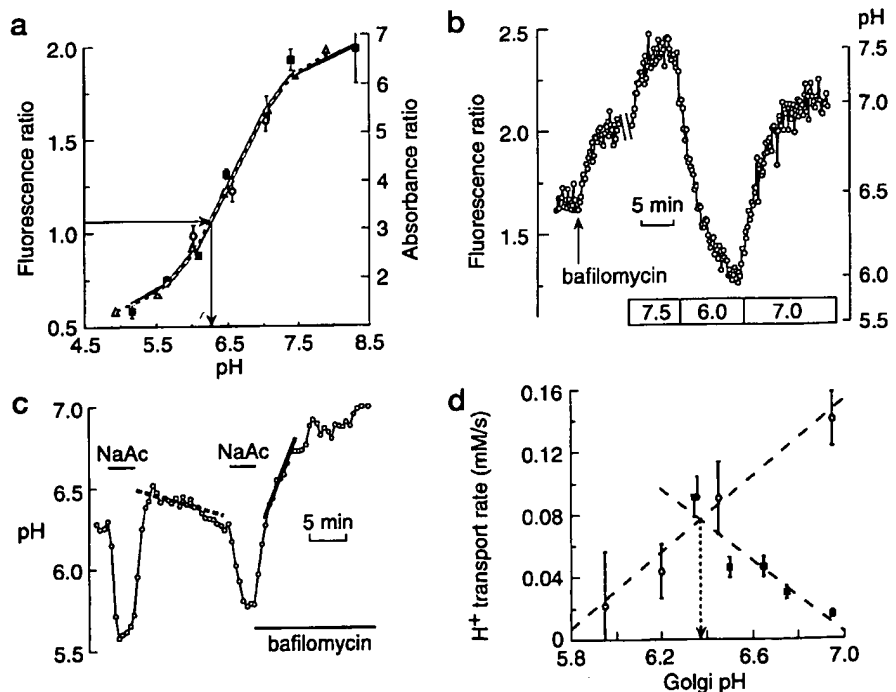 a
Fluorescence ratio
2.0
1.5
1.0
0.5
7
6
5
4
3
2
Absorbance ratio
4.5 5.5 6.5 7.5 8.5
pH
b
Fluorescence ratio
2.5
2.0
1.5
pH
7.5
7.0
6.5
6.0
5.5
5 min
bafilomycin
7.5 6.0 7.0
c
pH
7.0
6.5
6.0
5.5
NaAc NaAc
5 min
bafilomycin
d
H+ transport rate (mM/s)
0.16
0.12
0.08
0.04
0
5.8 6.2 6.6 7.0
Golgi pH